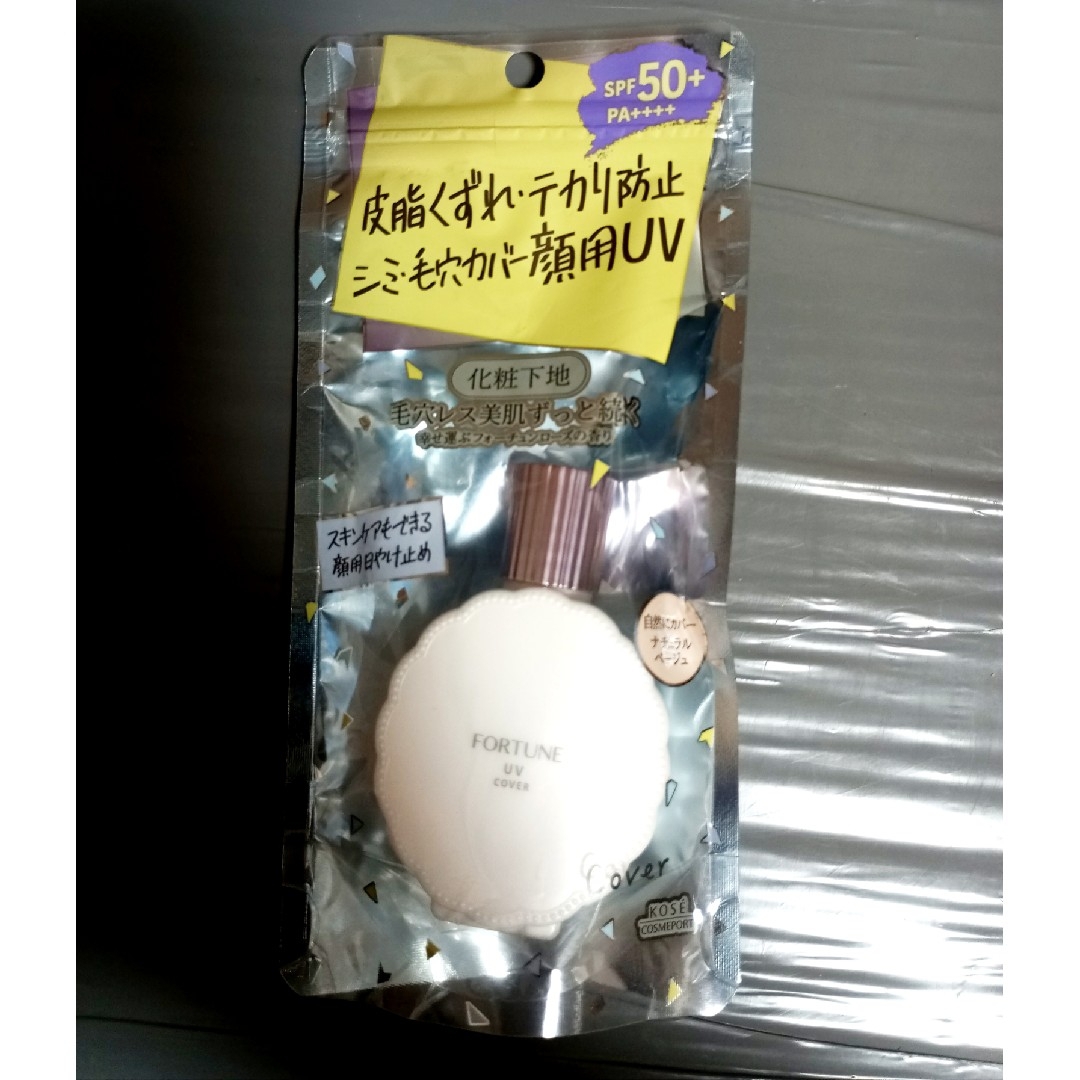 SPF50+
PA++++
皮脂くずれ・テカリ防止
シミ・毛穴カバー顔用UV
化粧下地
毛穴レス美肌ずっと続く
幸せ運ぶフォーチュンローズの香り
スキンケアもできる
顔用日やけ止め
自然にカバー
ナチュラル
ベージュ
FORTUNE
UV
COVER
Cover
KOSÉ
COSMEPORT